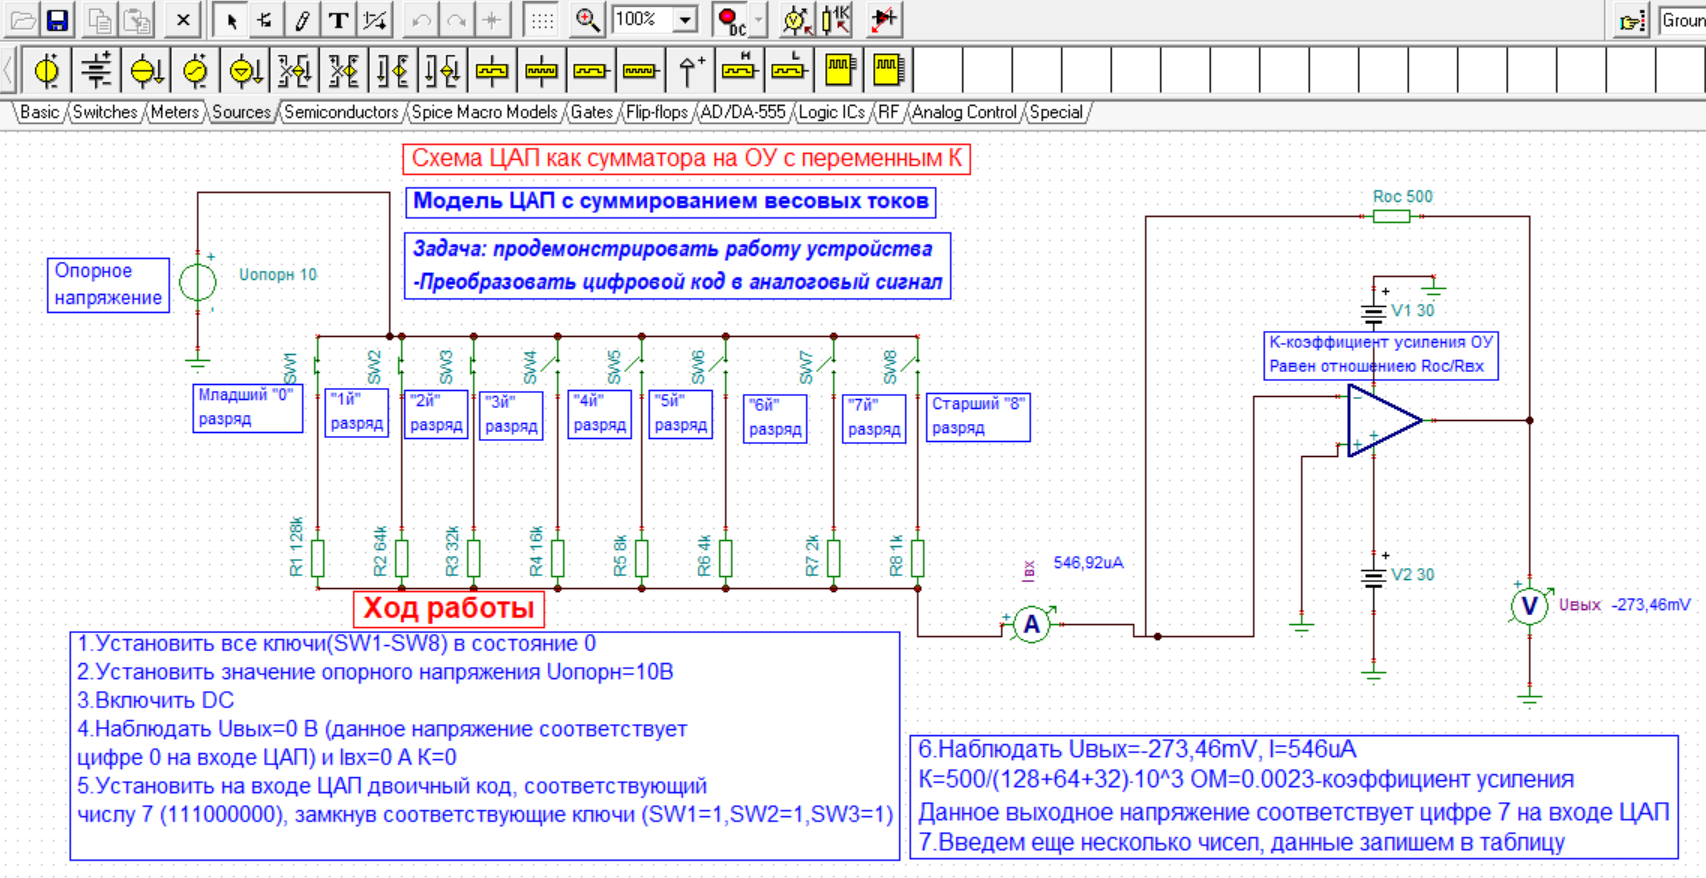 T
100%
DC
1K
Groun
H
L
Basic
Switches
Meters
Sources
Semiconductors
Spice Macro Models
Gates
Flip-flops
AD/DA-555
Logic ICs
RF
Analog Control
Special
Схема ЦАП как сумматора на ОУ с переменным К
Модель ЦАП с суммированием весовых токов
Задача: продемонстрировать работу устройства
-Преобразовать цифровой код в аналоговый сигнал
Опорное
напряжение
+
Uопорн 10
-
Roc 500
+
V1 30
К-коэффициент усиления ОУ
Равен отношениею Roc/Rвх
SW1
SW2
SW3
SW4
SW5
SW6
SW7
SW8
Младший "0"
разряд
"1й"
разряд
"2й"
разряд
"3й"
разряд
"4й"
разряд
"5й"
разряд
"6й"
разряд
"7й"
разряд
Старший "8"
разряд
R1 128k
R2 64k
R3 32k
R4 16k
R5 8k
R6 4k
R7 2k
R8 1k
Iвх
546,92uA
+
A
+
V2 30
+
V
Uвых -273,46mV
Ход работы
1.Установить все ключи(SW1-SW8) в состояние 0
2.Установить значение опорного напряжения Uопорн=10В
3.Включить DC
4.Наблюдать Uвых=0 В (данное напряжение соответствует
цифре 0 на входе ЦАП) и Iвх=0 А К=0
5.Установить на входе ЦАП двоичный код, соответствующий
числу 7 (111000000), замкнув соответствующие ключи (SW1=1,SW2=1,SW3=1)
6.Наблюдать Uвых=-273,46mV, I=546uA
К=500/(128+64+32)·10^3 ОМ=0.0023-коэффициент усиления
Данное выходное напряжение соответствует цифре 7 на входе ЦАП
7.Введем еще несколько чисел, данные запишем в таблицу